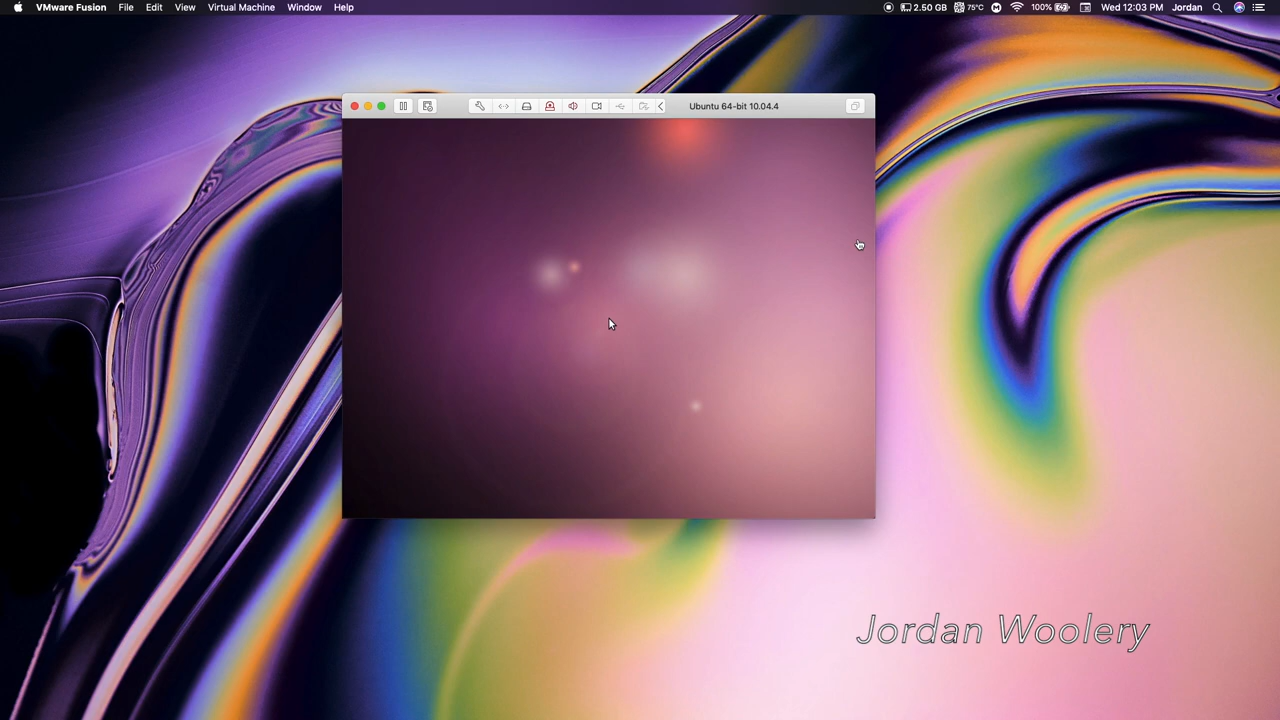 VMware Fusion File Edit View Virtual Machine Window Help 2.50 GB 75°C 100% Wed 12:03 PM Jordan
Ubuntu 64-bit 10.04.4
Jordan Woolery